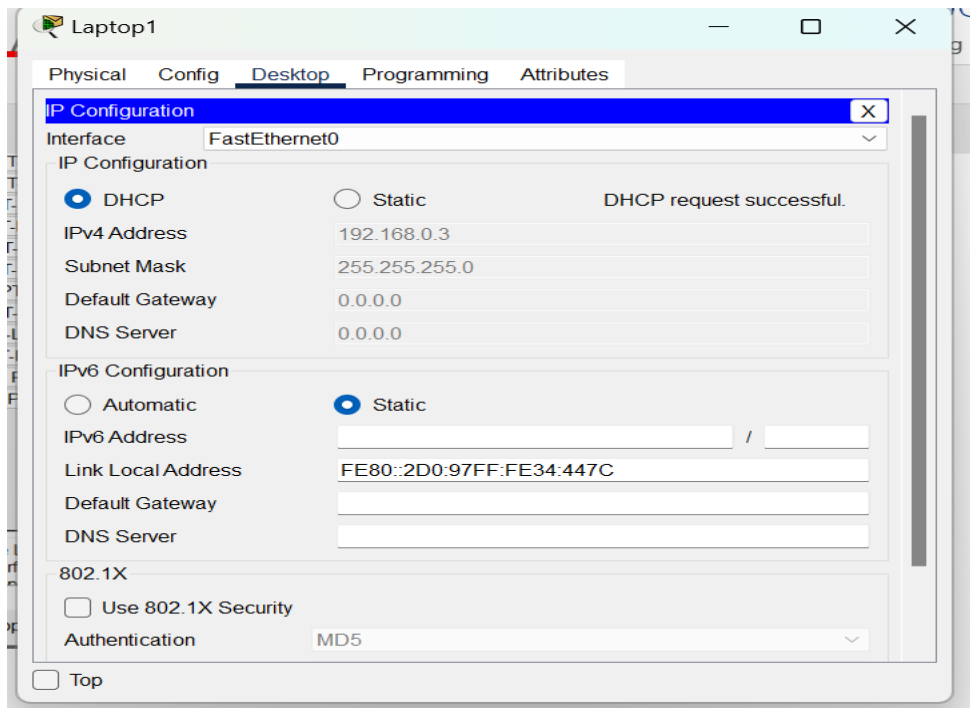 Laptop1
Physical Config Desktop Programming Attributes
IP Configuration X
Interface FastEthernet0
IP Configuration
DHCP Static DHCP request successful.
IPv4 Address 192.168.0.3
Subnet Mask 255.255.255.0
Default Gateway 0.0.0.0
DNS Server 0.0.0.0
IPv6 Configuration
Automatic Static
IPv6 Address /
Link Local Address FE80::2D0:97FF:FE34:447C
Default Gateway
DNS Server
802.1X
Use 802.1X Security
Authentication MD5
Top